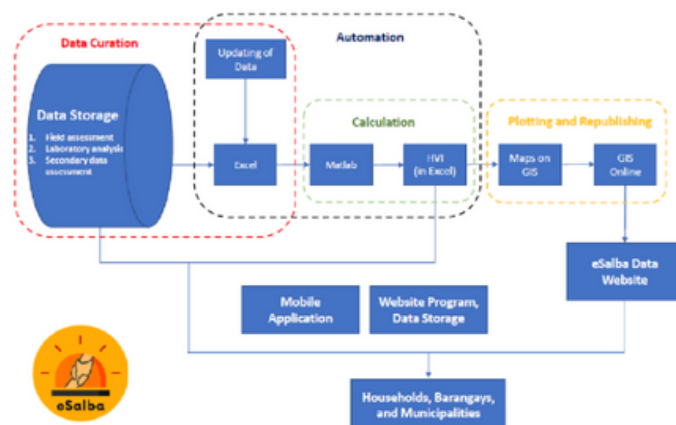 Data Curation
Automation
Updating of
Data
Data Storage
1. Field assessment
2. Laboratory analysis
3. Secondary data
assessment
Excel
Calculation
Matlab
HVI
(in Excel)
Plotting and Republishing
Maps on
GIS
GIS
Online
eSalba Data
Website
Mobile
Application
Website Program,
Data Storage
Households, Barangays,
and Municipalities
eSalba